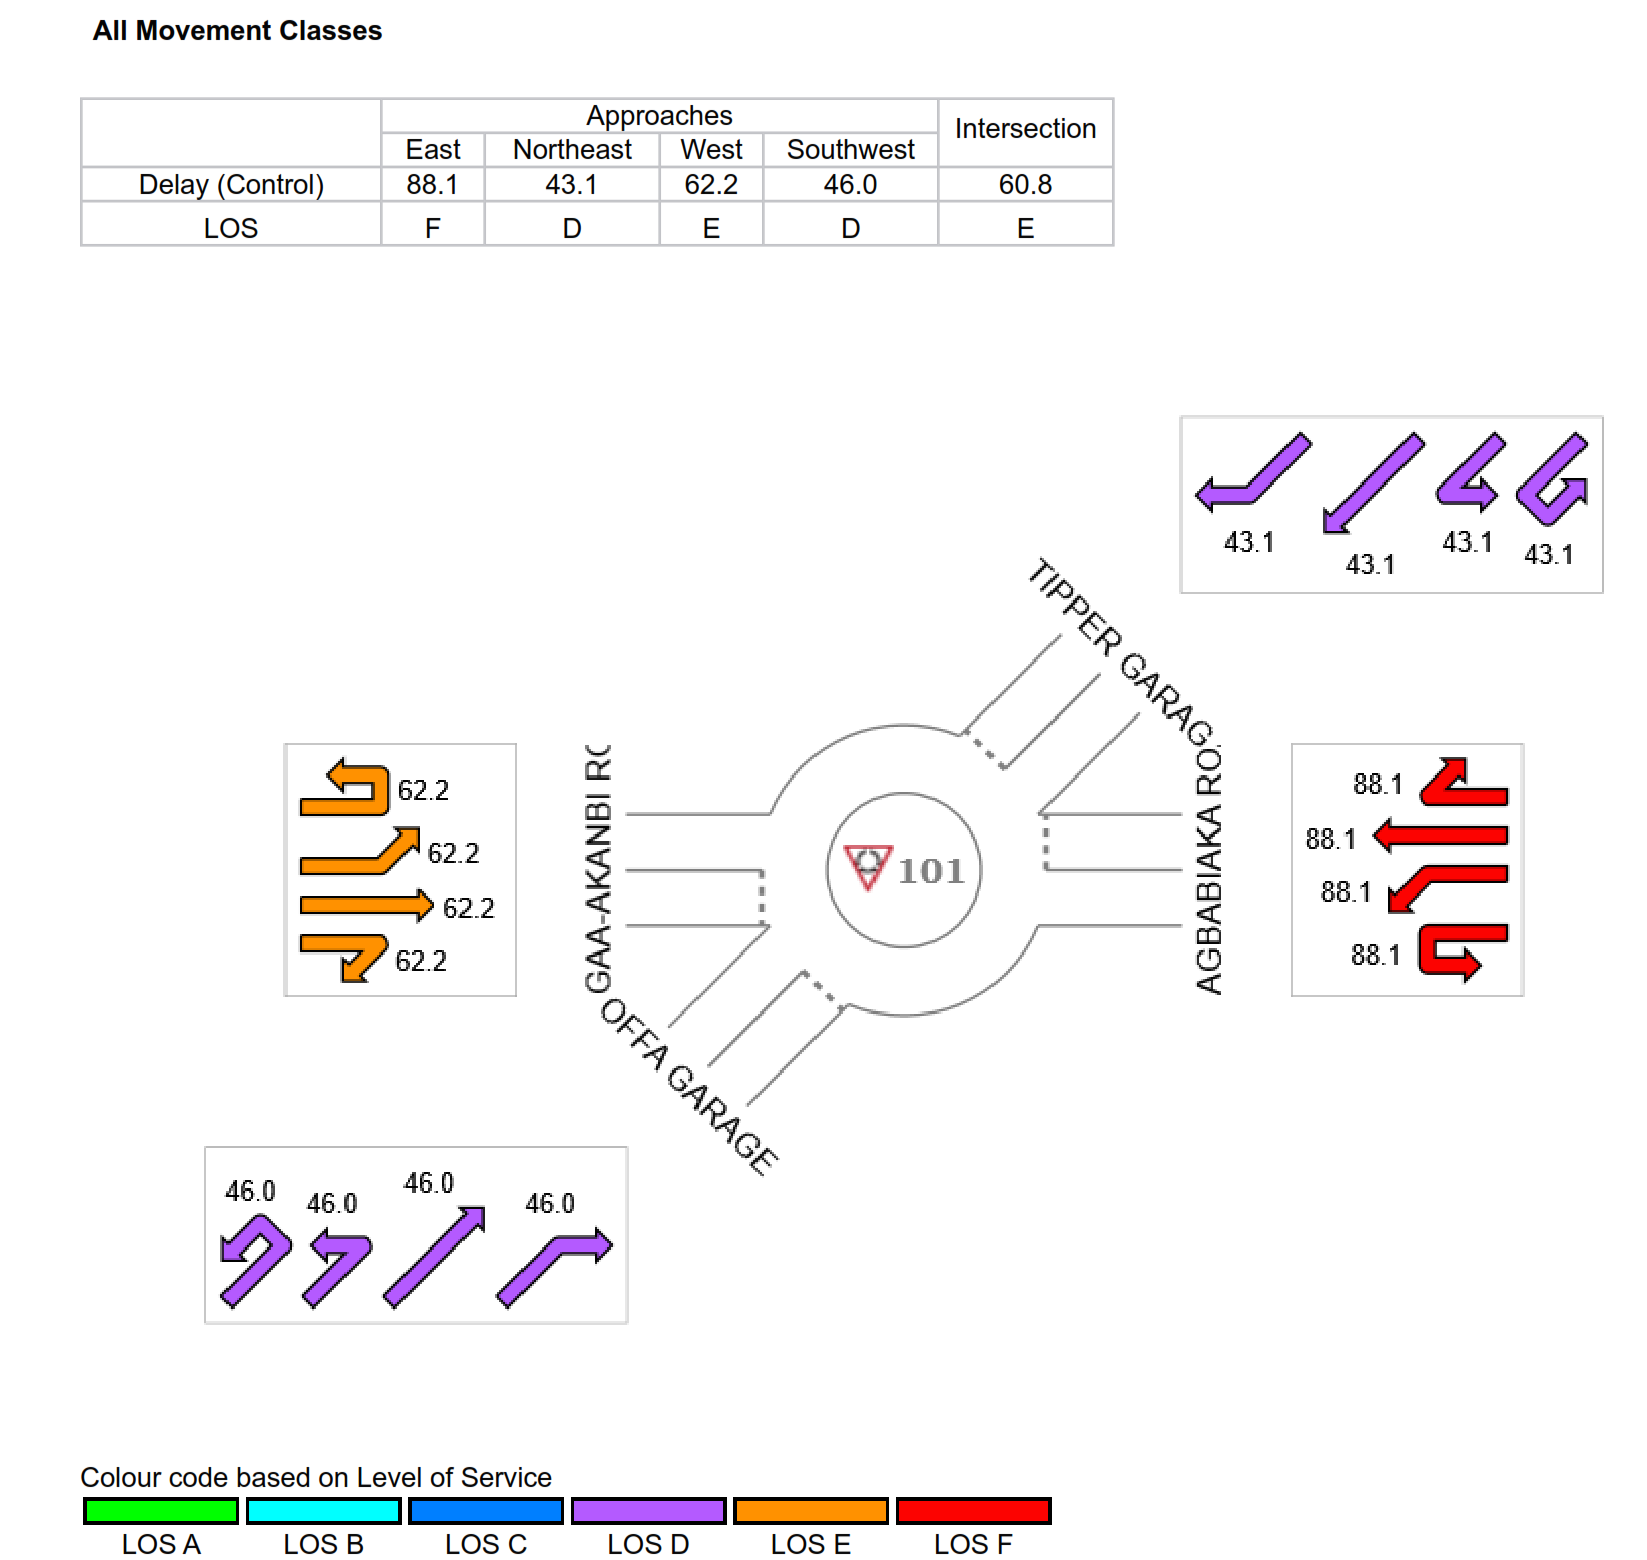 All Movement Classes
Approaches Intersection
East Northeast West Southwest
Delay (Control) 88.1 43.1 62.2 46.0 60.8
LOS F D E D E
43.1 43.1 43.1 43.1
TIPPER GARAG
62.2
62.2
62.2
62.2
GAA-AKANBI R
101
AGBABIAKA RO
88.1
88.1
88.1
88.1
OFFA GARAGE
46.0 46.0 46.0 46.0
Colour code based on Level of Service
LOS A LOS B LOS C LOS D LOS E LOS F